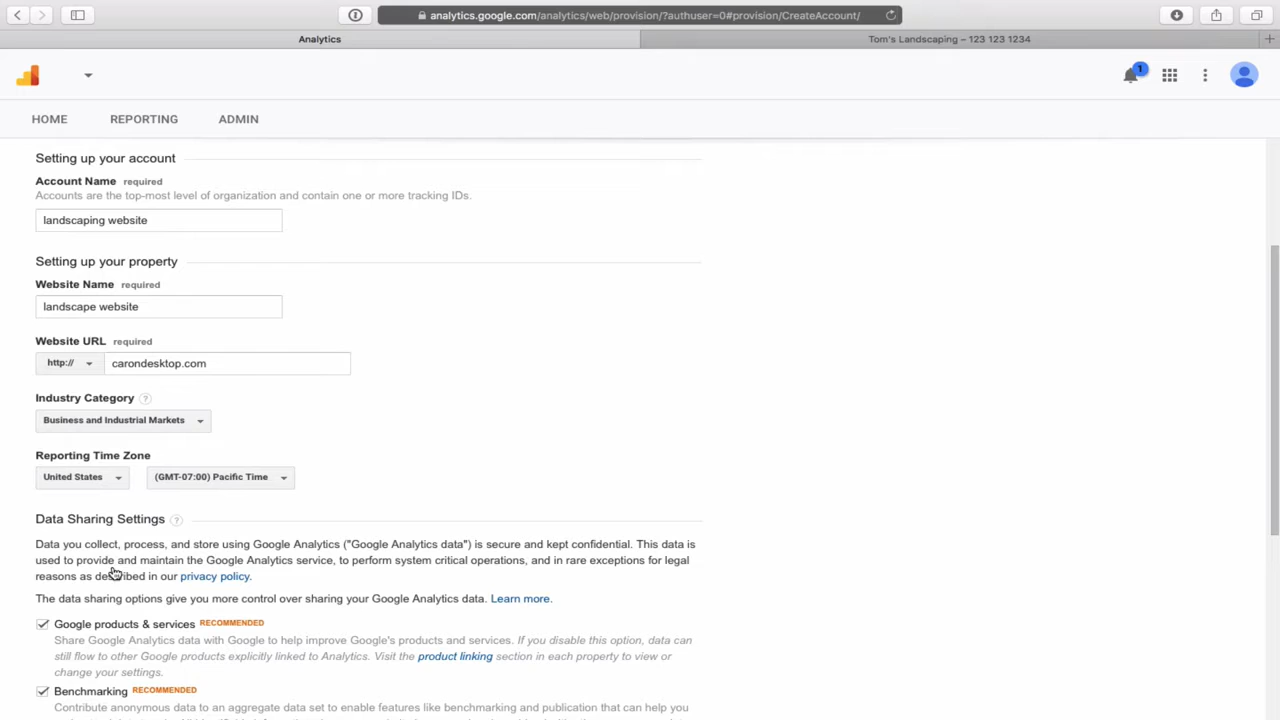 analytics.google.com/analytics/web/provision/?authuser=0#provision/CreateAccount/
Analytics
Tom's Landscaping – 123 123 1234
1
HOME REPORTING ADMIN
Setting up your account
Account Name required
Accounts are the top-most level of organization and contain one or more tracking IDs.
landscaping website
Setting up your property
Website Name required
landscape website
Website URL required
http:// carondesktop.com
Industry Category ?
Business and Industrial Markets
Reporting Time Zone
United States (GMT-07:00) Pacific Time
Data Sharing Settings ?
Data you collect, process, and store using Google Analytics ("Google Analytics data") is secure and kept confidential. This data is
used to provide and maintain the Google Analytics service, to perform system critical operations, and in rare exceptions for legal
reasons as described in our privacy policy.
The data sharing options give you more control over sharing your Google Analytics data. Learn more.
Google products & services RECOMMENDED
Share Google Analytics data with Google to help improve Google's products and services. If you disable this option, data can
still flow to other Google products explicitly linked to Analytics. Visit the product linking section in each property to view or
change your settings.
Benchmarking RECOMMENDED
Contribute anonymous data to an aggregate data set to enable features like benchmarking and publication that can help you